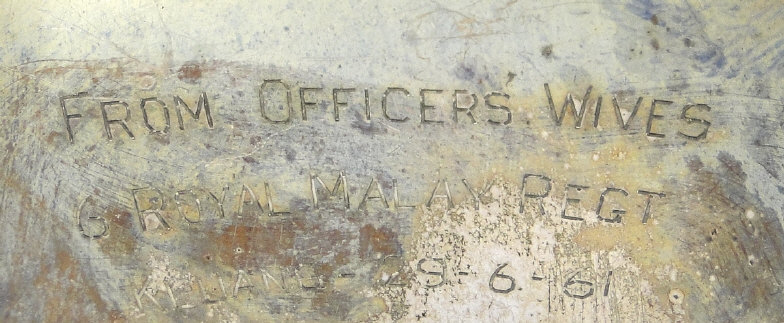 FROM OFFICERS' WIVES
6 ROYAL MALAY REGT
KLUANG - 29-6-61